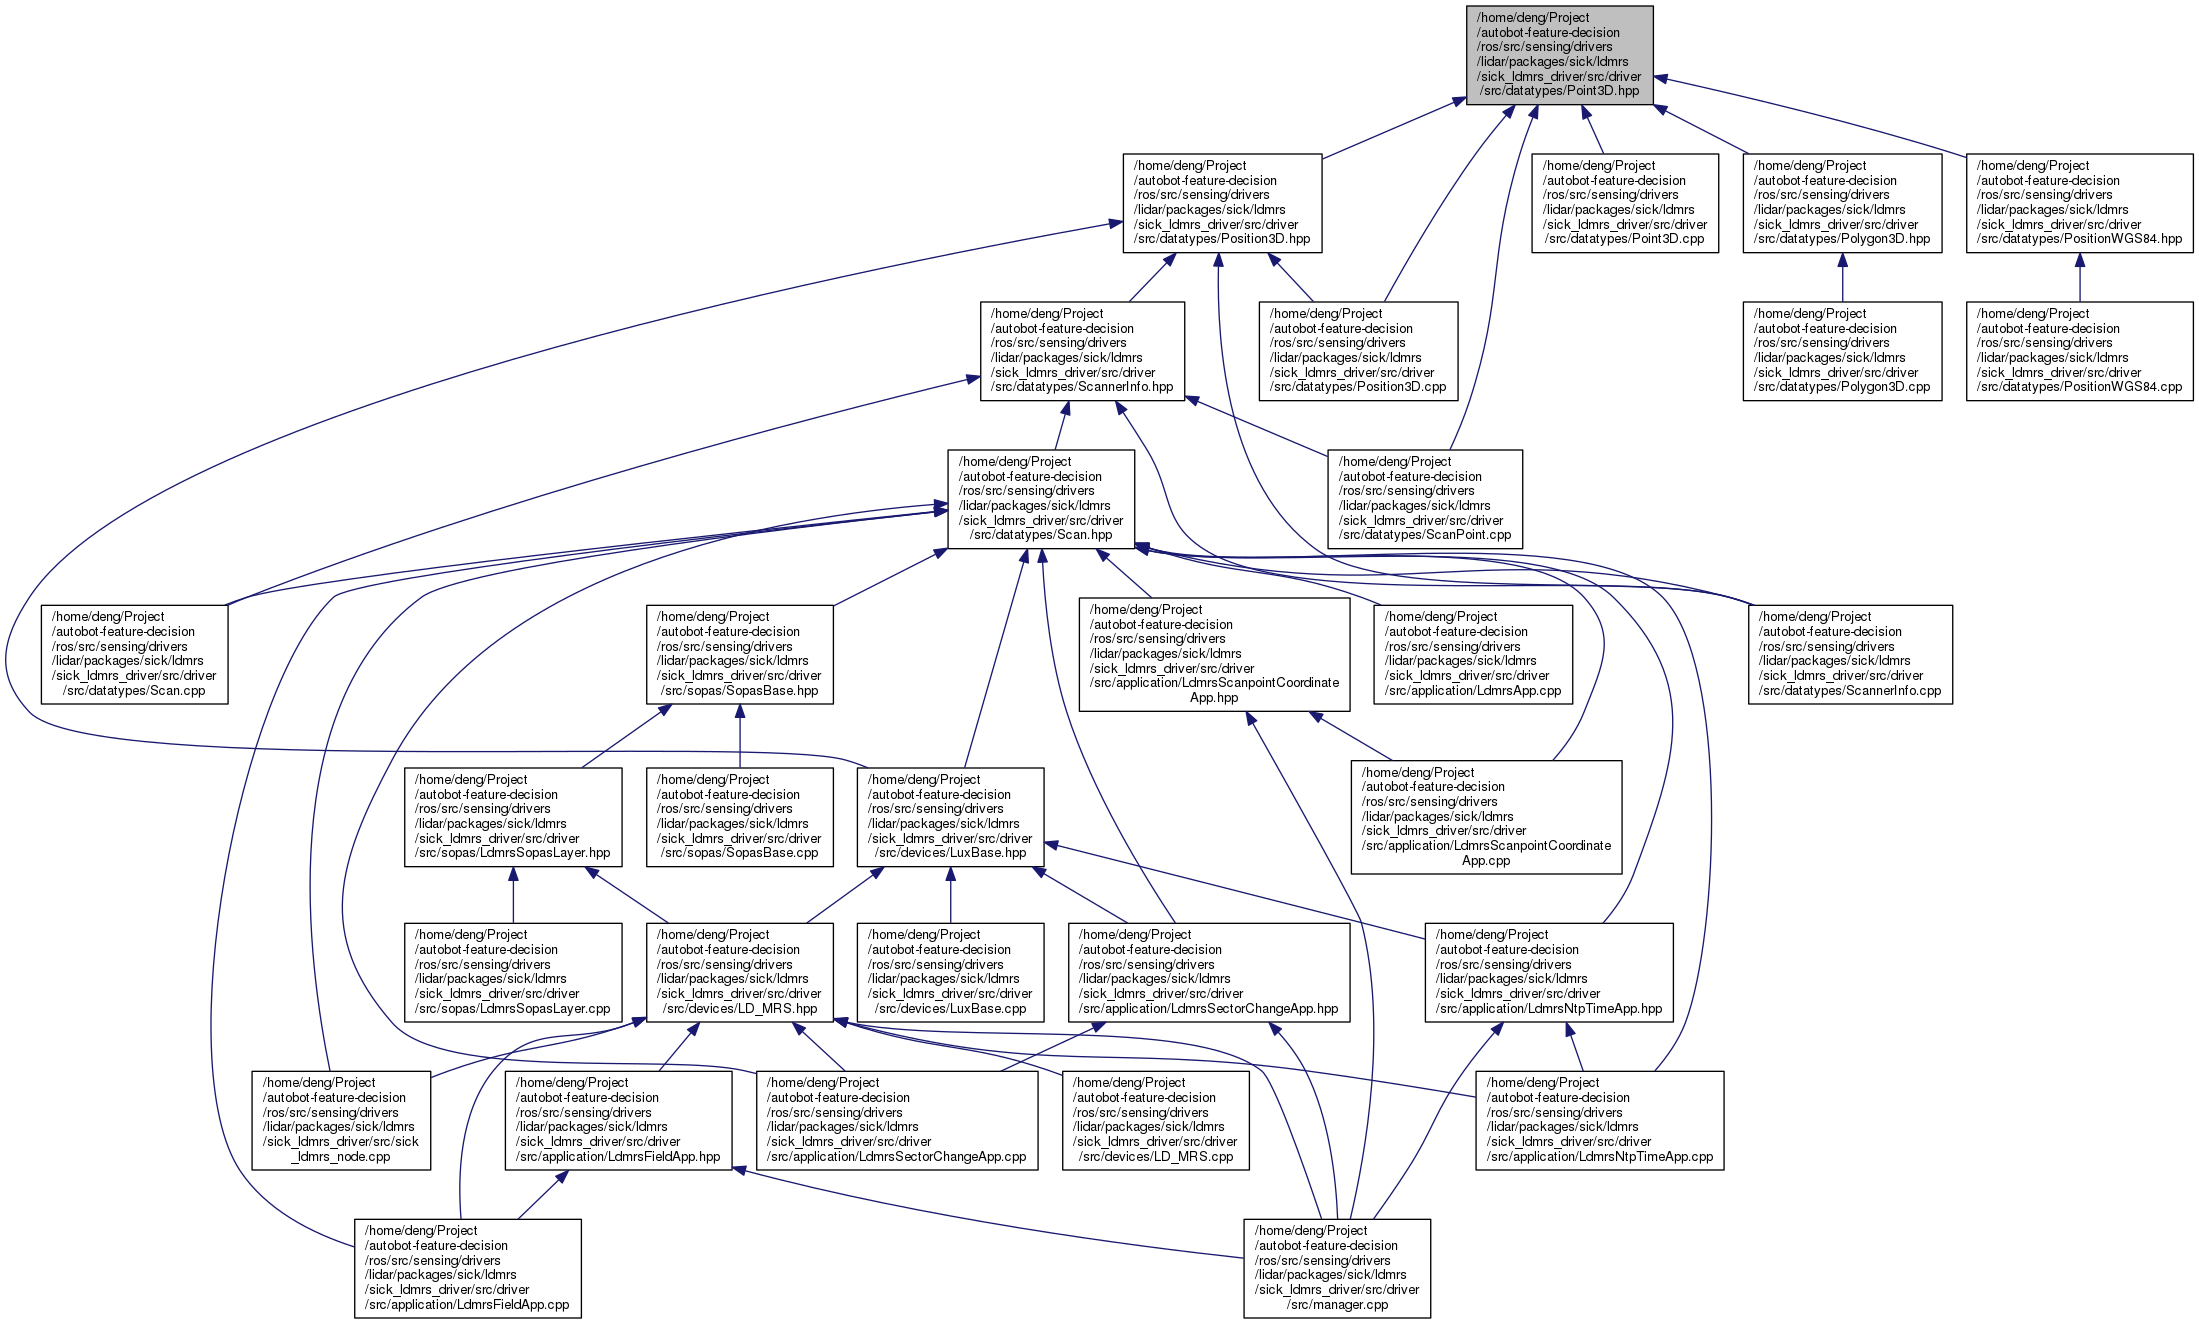 /home/deng/Project
/autobot-feature-decision
/ros/src/sensing/drivers
/lidar/packages/sick/ldmrs
/sick_ldmrs_driver/src/driver
/src/datatypes/Point3D.hpp
/home/deng/Project
/autobot-feature-decision
/ros/src/sensing/drivers
/lidar/packages/sick/ldmrs
/sick_ldmrs_driver/src/driver
/src/datatypes/Position3D.hpp
/home/deng/Project
/autobot-feature-decision
/ros/src/sensing/drivers
/lidar/packages/sick/ldmrs
/sick_ldmrs_driver/src/driver
/src/datatypes/Point3D.cpp
/home/deng/Project
/autobot-feature-decision
/ros/src/sensing/drivers
/lidar/packages/sick/ldmrs
/sick_ldmrs_driver/src/driver
/src/datatypes/Polygon3D.hpp
/home/deng/Project
/autobot-feature-decision
/ros/src/sensing/drivers
/lidar/packages/sick/ldmrs
/sick_ldmrs_driver/src/driver
/src/datatypes/PositionWGS84.hpp
/home/deng/Project
/autobot-feature-decision
/ros/src/sensing/drivers
/lidar/packages/sick/ldmrs
/sick_ldmrs_driver/src/driver
/src/datatypes/ScannerInfo.hpp
/home/deng/Project
/autobot-feature-decision
/ros/src/sensing/drivers
/lidar/packages/sick/ldmrs
/sick_ldmrs_driver/src/driver
/src/datatypes/Position3D.cpp
/home/deng/Project
/autobot-feature-decision
/ros/src/sensing/drivers
/lidar/packages/sick/ldmrs
/sick_ldmrs_driver/src/driver
/src/datatypes/Polygon3D.cpp
/home/deng/Project
/autobot-feature-decision
/ros/src/sensing/drivers
/lidar/packages/sick/ldmrs
/sick_ldmrs_driver/src/driver
/src/datatypes/PositionWGS84.cpp
/home/deng/Project
/autobot-feature-decision
/ros/src/sensing/drivers
/lidar/packages/sick/ldmrs
/sick_ldmrs_driver/src/driver
/src/datatypes/Scan.hpp
/home/deng/Project
/autobot-feature-decision
/ros/src/sensing/drivers
/lidar/packages/sick/ldmrs
/sick_ldmrs_driver/src/driver
/src/datatypes/ScanPoint.cpp
/home/deng/Project
/autobot-feature-decision
/ros/src/sensing/drivers
/lidar/packages/sick/ldmrs
/sick_ldmrs_driver/src/driver
/src/datatypes/Scan.cpp
/home/deng/Project
/autobot-feature-decision
/ros/src/sensing/drivers
/lidar/packages/sick/ldmrs
/sick_ldmrs_driver/src/driver
/src/sopas/SopasBase.hpp
/home/deng/Project
/autobot-feature-decision
/ros/src/sensing/drivers
/lidar/packages/sick/ldmrs
/sick_ldmrs_driver/src/driver
/src/application/LdmrsScanpointCoordinate
App.hpp
/home/deng/Project
/autobot-feature-decision
/ros/src/sensing/drivers
/lidar/packages/sick/ldmrs
/sick_ldmrs_driver/src/driver
/src/application/LdmrsApp.cpp
/home/deng/Project
/autobot-feature-decision
/ros/src/sensing/drivers
/lidar/packages/sick/ldmrs
/sick_ldmrs_driver/src/driver
/src/datatypes/ScannerInfo.cpp
/home/deng/Project
/autobot-feature-decision
/ros/src/sensing/drivers
/lidar/packages/sick/ldmrs
/sick_ldmrs_driver/src/driver
/src/sopas/LdmrsSopasLayer.hpp
/home/deng/Project
/autobot-feature-decision
/ros/src/sensing/drivers
/lidar/packages/sick/ldmrs
/sick_ldmrs_driver/src/driver
/src/sopas/SopasBase.cpp
/home/deng/Project
/autobot-feature-decision
/ros/src/sensing/drivers
/lidar/packages/sick/ldmrs
/sick_ldmrs_driver/src/driver
/src/devices/LuxBase.hpp
/home/deng/Project
/autobot-feature-decision
/ros/src/sensing/drivers
/lidar/packages/sick/ldmrs
/sick_ldmrs_driver/src/driver
/src/application/LdmrsScanpointCoordinate
App.cpp
/home/deng/Project
/autobot-feature-decision
/ros/src/sensing/drivers
/lidar/packages/sick/ldmrs
/sick_ldmrs_driver/src/driver
/src/sopas/LdmrsSopasLayer.cpp
/home/deng/Project
/autobot-feature-decision
/ros/src/sensing/drivers
/lidar/packages/sick/ldmrs
/sick_ldmrs_driver/src/driver
/src/devices/LD_MRS.hpp
/home/deng/Project
/autobot-feature-decision
/ros/src/sensing/drivers
/lidar/packages/sick/ldmrs
/sick_ldmrs_driver/src/driver
/src/devices/LuxBase.cpp
/home/deng/Project
/autobot-feature-decision
/ros/src/sensing/drivers
/lidar/packages/sick/ldmrs
/sick_ldmrs_driver/src/driver
/src/application/LdmrsSectorChangeApp.hpp
/home/deng/Project
/autobot-feature-decision
/ros/src/sensing/drivers
/lidar/packages/sick/ldmrs
/sick_ldmrs_driver/src/driver
/src/application/LdmrsNtpTimeApp.hpp
/home/deng/Project
/autobot-feature-decision
/ros/src/sensing/drivers
/lidar/packages/sick/ldmrs
/sick_ldmrs_driver/src/sick
_ldmrs_node.cpp
/home/deng/Project
/autobot-feature-decision
/ros/src/sensing/drivers
/lidar/packages/sick/ldmrs
/sick_ldmrs_driver/src/driver
/src/application/LdmrsFieldApp.hpp
/home/deng/Project
/autobot-feature-decision
/ros/src/sensing/drivers
/lidar/packages/sick/ldmrs
/sick_ldmrs_driver/src/driver
/src/application/LdmrsSectorChangeApp.cpp
/home/deng/Project
/autobot-feature-decision
/ros/src/sensing/drivers
/lidar/packages/sick/ldmrs
/sick_ldmrs_driver/src/driver
/src/devices/LD_MRS.cpp
/home/deng/Project
/autobot-feature-decision
/ros/src/sensing/drivers
/lidar/packages/sick/ldmrs
/sick_ldmrs_driver/src/driver
/src/application/LdmrsNtpTimeApp.cpp
/home/deng/Project
/autobot-feature-decision
/ros/src/sensing/drivers
/lidar/packages/sick/ldmrs
/sick_ldmrs_driver/src/driver
/src/application/LdmrsFieldApp.cpp
/home/deng/Project
/autobot-feature-decision
/ros/src/sensing/drivers
/lidar/packages/sick/ldmrs
/sick_ldmrs_driver/src/driver
/src/manager.cpp